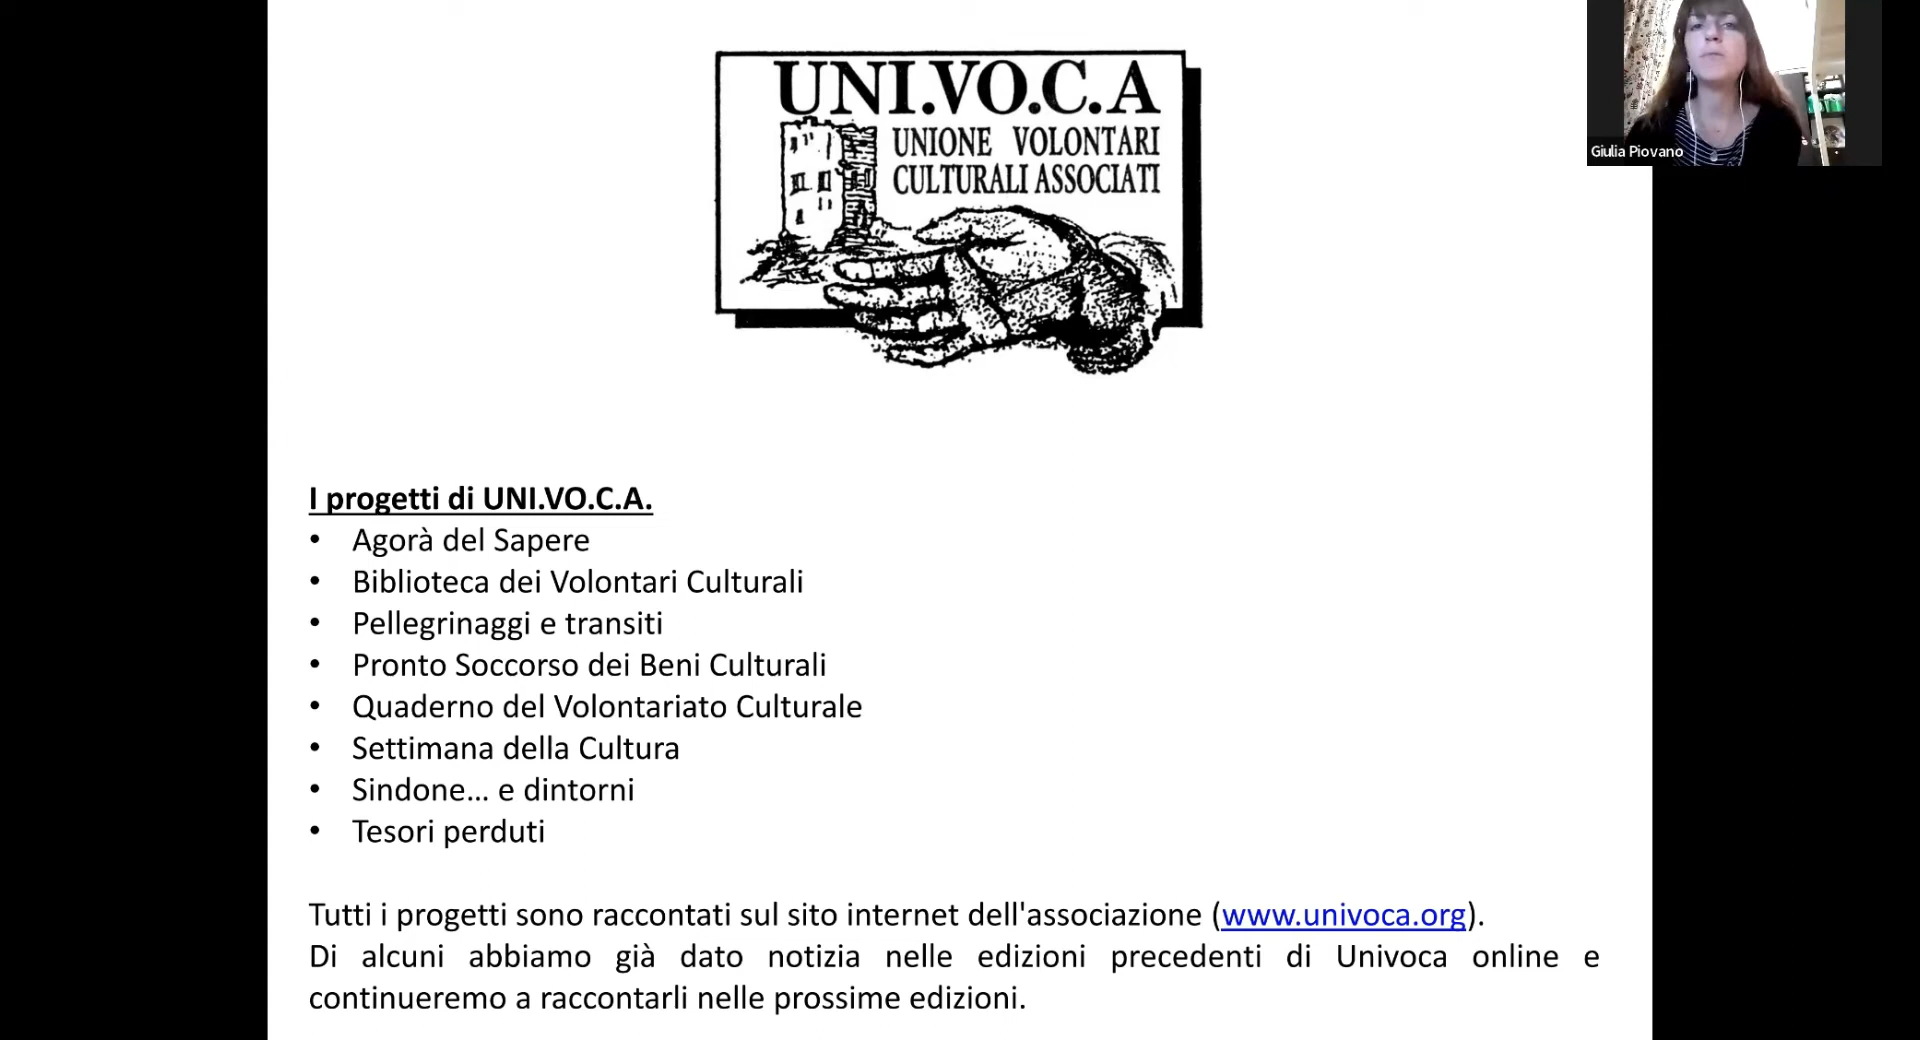 UNI.VO.C.A
UNIONE VOLONTARI
CULTURALI ASSOCIATI
Giulia Piovano
I progetti di UNI.VO.C.A.
• Agorà del Sapere
• Biblioteca dei Volontari Culturali
• Pellegrinaggi e transiti
• Pronto Soccorso dei Beni Culturali
• Quaderno del Volontariato Culturale
• Settimana della Cultura
• Sindone... e dintorni
• Tesori perduti
Tutti i progetti sono raccontati sul sito internet dell'associazione (www.univoca.org).
Di alcuni abbiamo già dato notizia nelle edizioni precedenti di Univoca online e
continueremo a raccontarli nelle prossime edizioni.